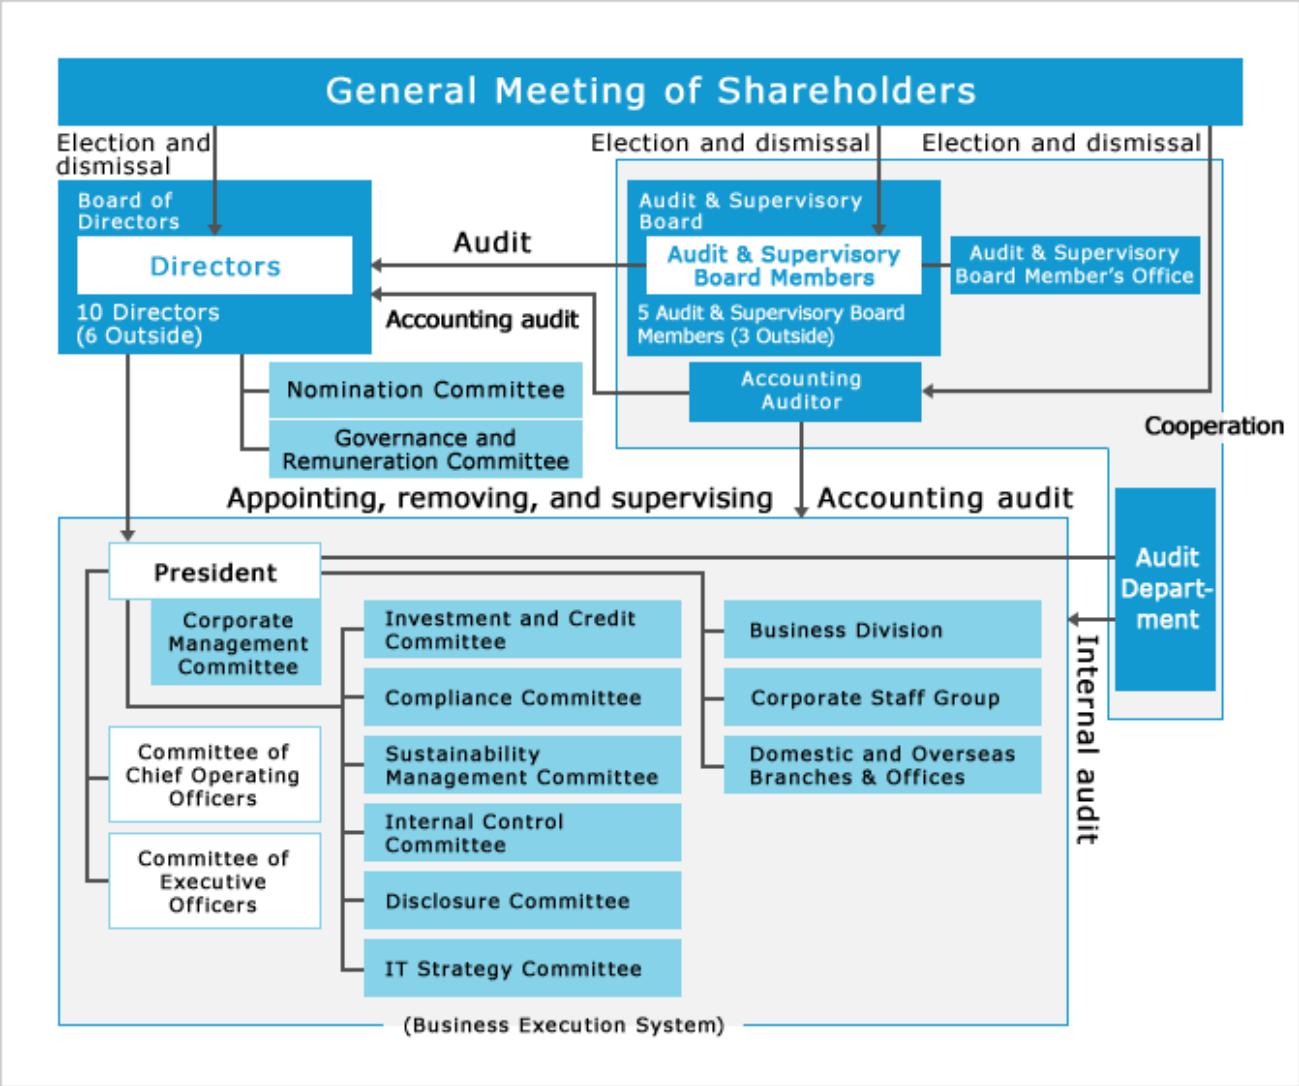 General Meeting of Shareholders
Election and
dismissal
Election and dismissal
Election and dismissal
Board of
Directors
Directors
10 Directors
(6 Outside)
Audit
Accounting audit
Audit & Supervisory
Board
Audit & Supervisory
Board Members
5 Audit & Supervisory Board
Members (3 Outside)
Audit & Supervisory
Board Member's Office
Accounting
Auditor
Cooperation
Nomination Committee
Governance and
Remuneration Committee
Appointing, removing, and supervising
Accounting audit
President
Corporate
Management
Committee
Committee of
Chief Operating
Officers
Committee of
Executive
Officers
Investment and Credit
Committee
Compliance Committee
Sustainability
Management Committee
Internal Control
Committee
Disclosure Committee
IT Strategy Committee
Business Division
Corporate Staff Group
Domestic and Overseas
Branches & Offices
Audit
Depart-
ment
Internal audit
(Business Execution System)